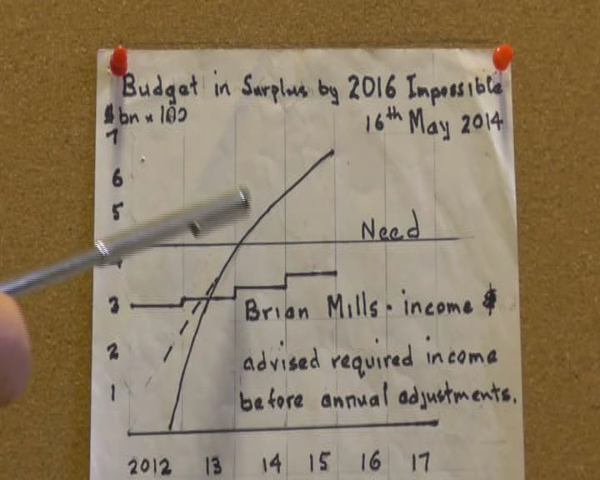 Budget in Surplus by 2016 Impossible
$bn x 100
16th May 2014
7
6
5
Need
4
3
Brian Mills - income $
2
advised required income
1
before annual adjustments.
2012 13 14 15 16 17